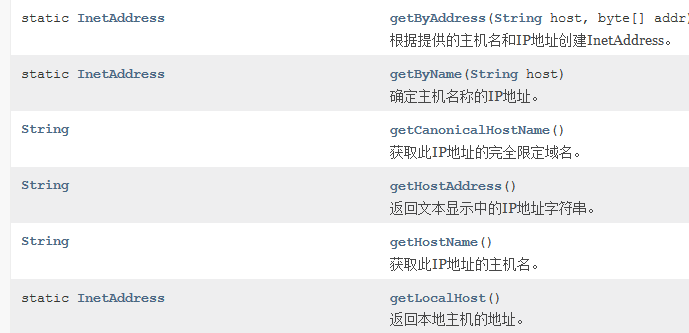 static InetAddress getByAddress(String host, byte[] addr)
根据提供的主机名和IP地址创建InetAddress。
static InetAddress getByName(String host)
确定主机名称的IP地址。
String getCanonicalHostName()
获取此IP地址的完全限定域名。
String getHostAddress()
返回文本显示中的IP地址字符串。
String getHostName()
获取此IP地址的主机名。
static InetAddress getLocalHost()
返回本地主机的地址。